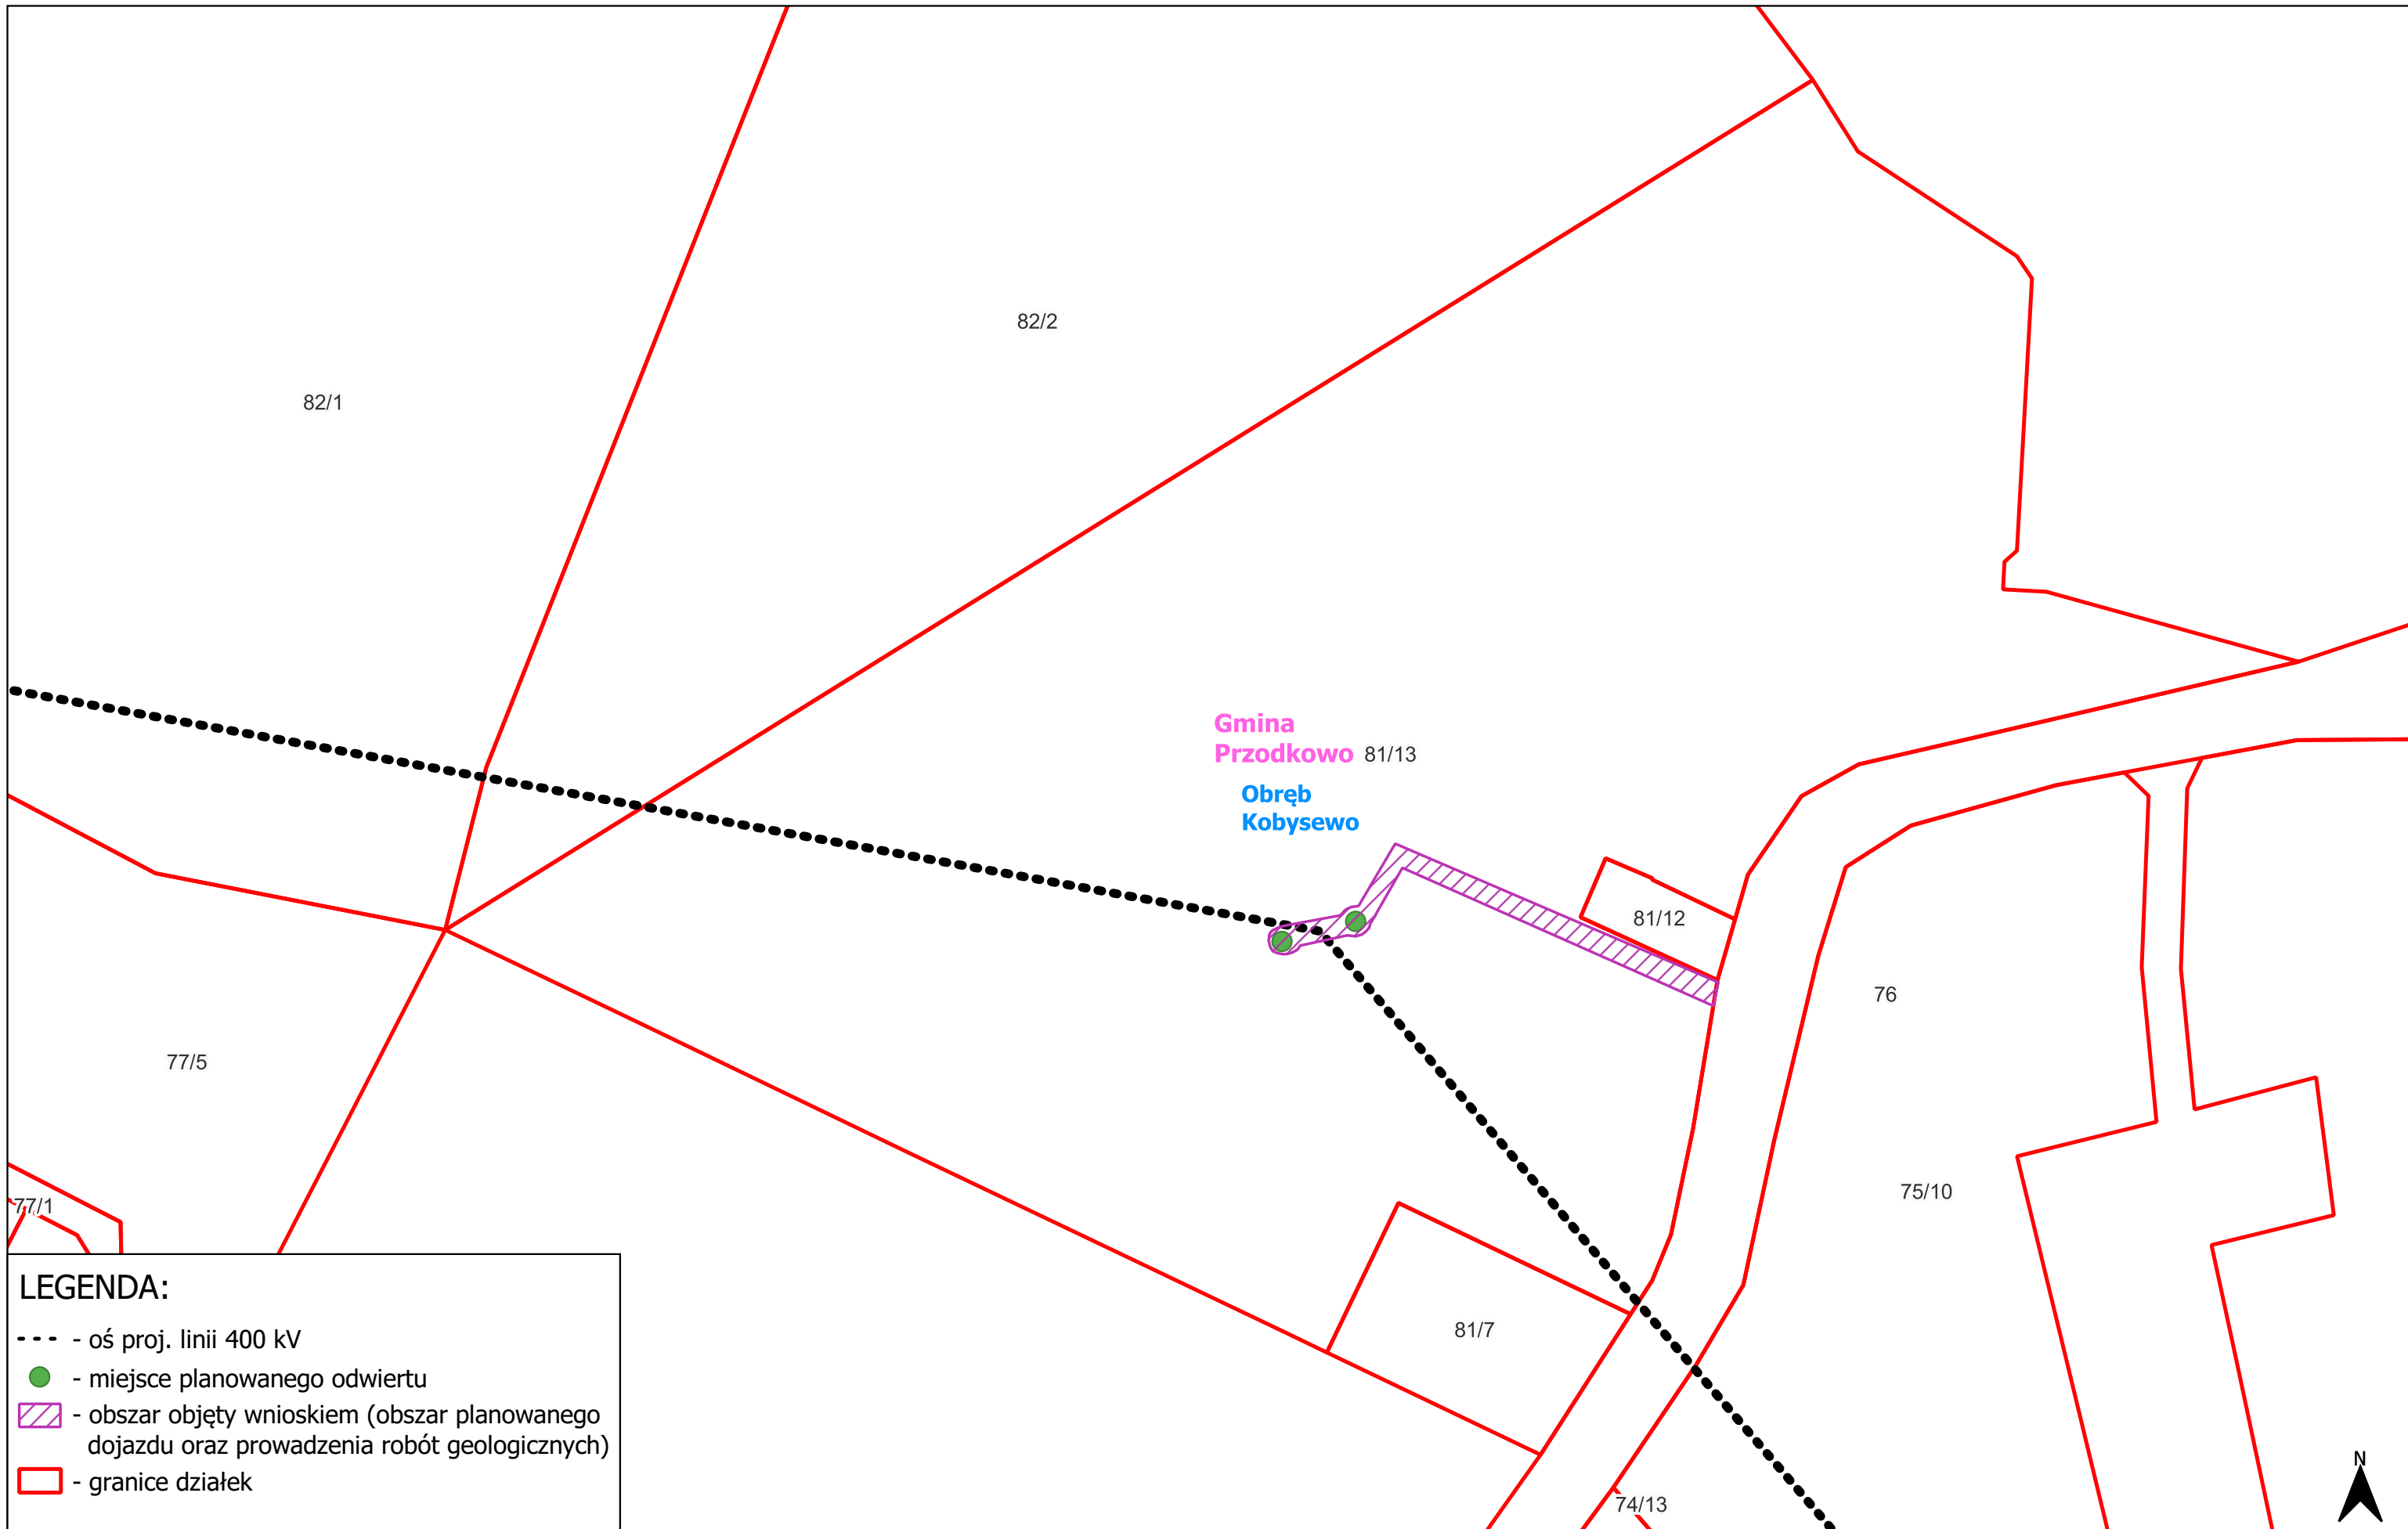 82/2
82/1
Gmina
Przodkowo 81/13
Obręb
Kobysewo
81/12
76
77/5
75/10
77/1
81/7
74/13
LEGENDA:
- oś proj. linii 400 kV
- miejsce planowanego odwiertu
- obszar objęty wnioskiem (obszar planowanego
dojazdu oraz prowadzenia robót geologicznych)
- granice działek
N